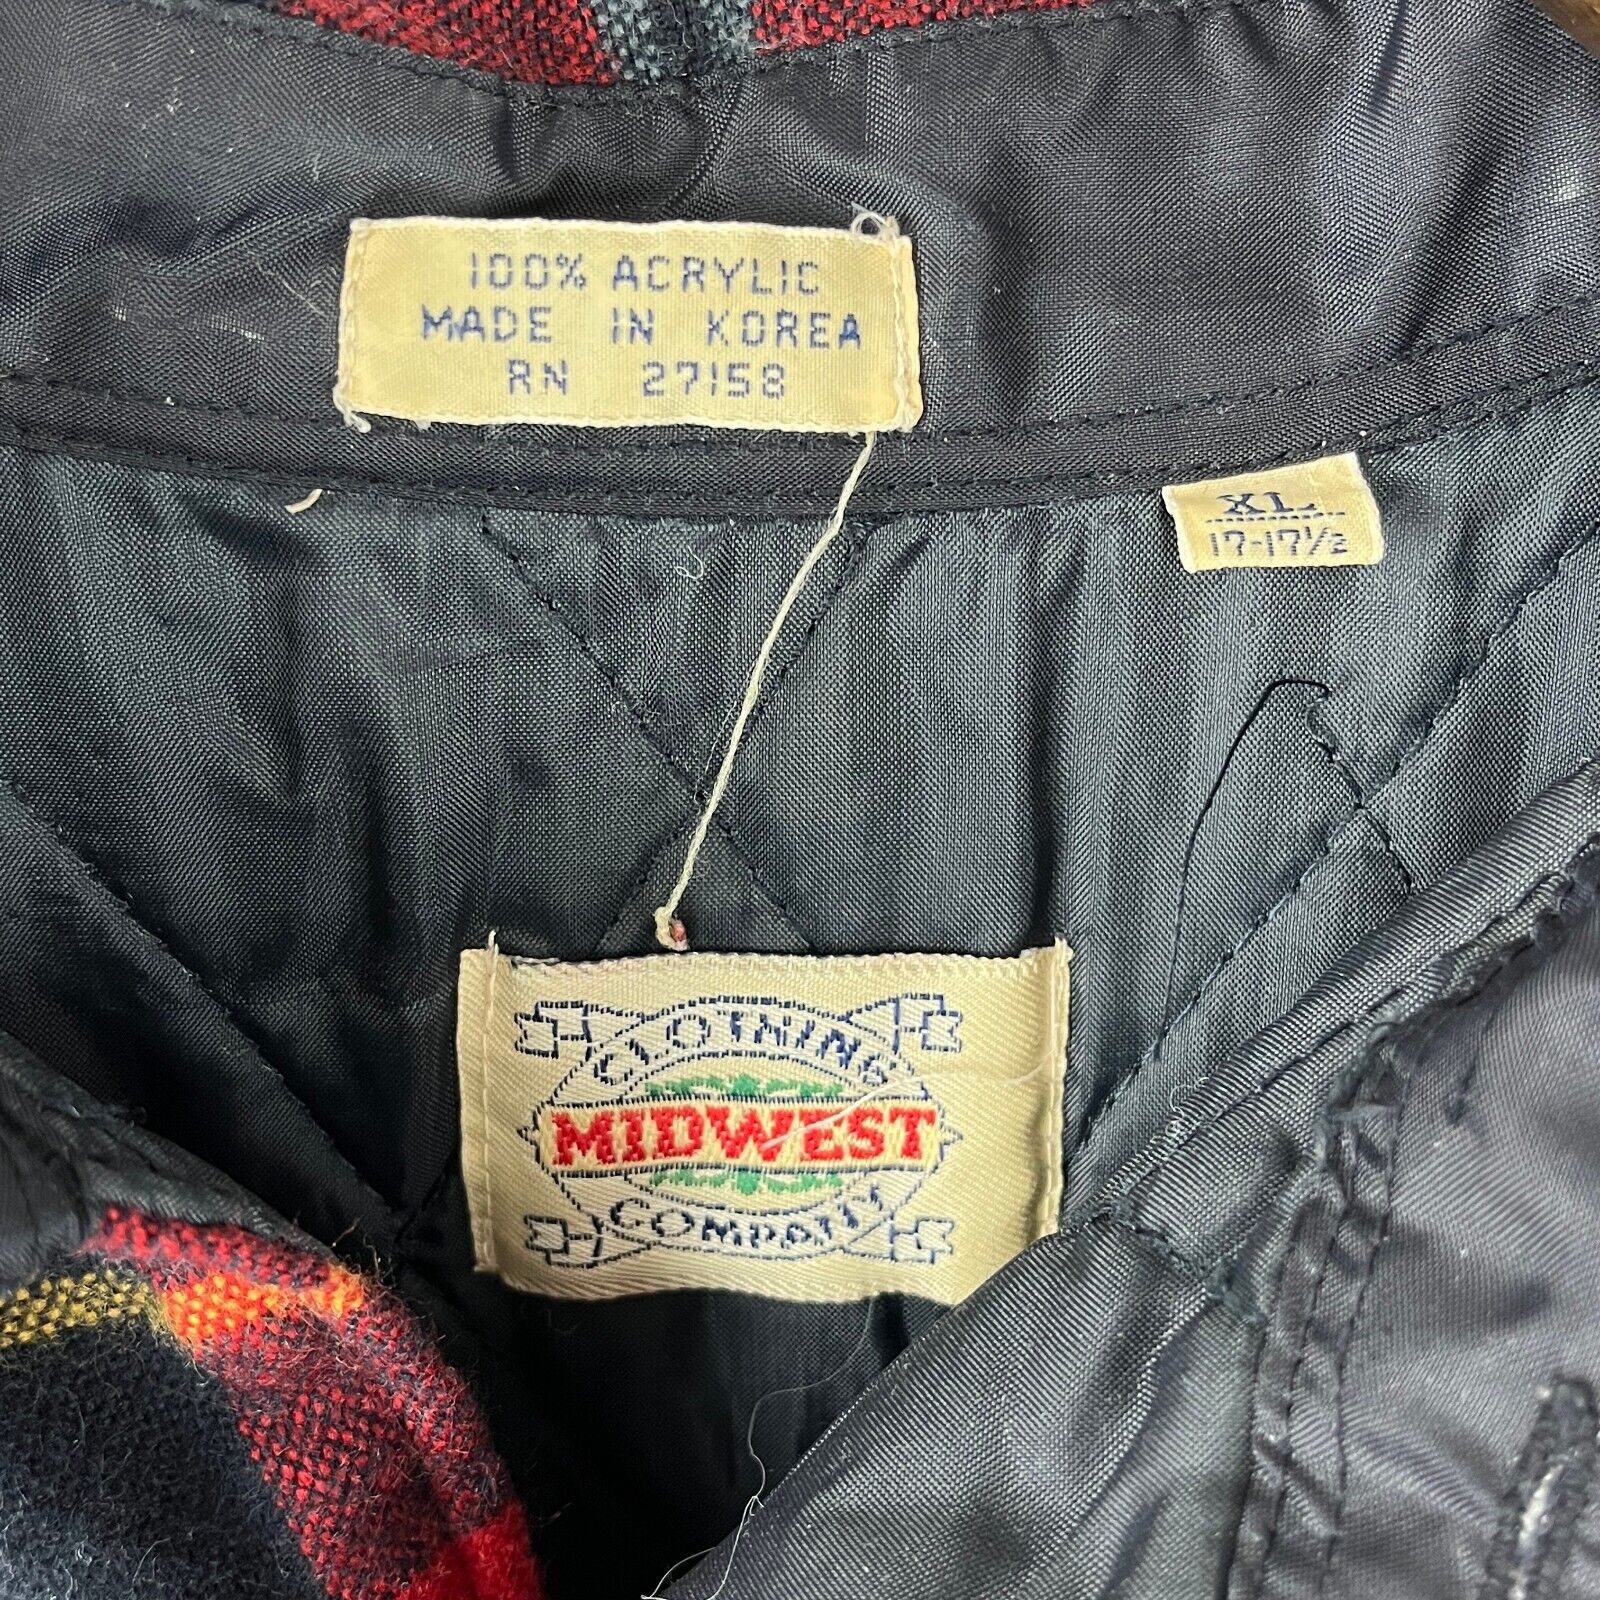 100% ACRYLIC
MADE IN KOREA
RN 27158
XL
17-17½
CLOTHING
MIDWEST
COMPANY